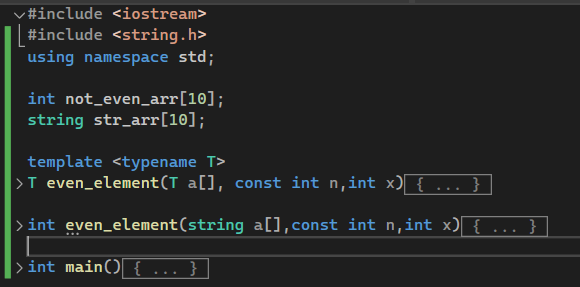 #include <iostream>
#include <string.h>
using namespace std;
int not_even_arr[10];
string str_arr[10];
template <typename T>
T even_element(T a[], const int n,int x){ ... }
int even_element(string a[],const int n,int x){ ... }
int main(){ ... }